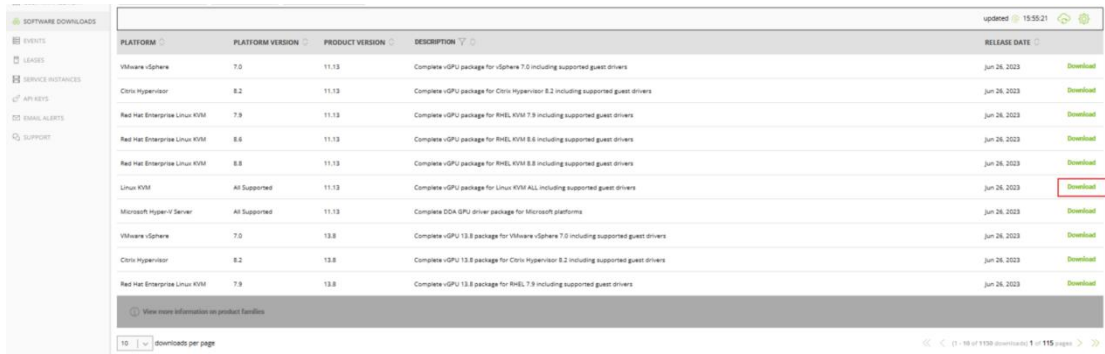 SOFTWARE DOWNLOADS
EVENTS
LEASES
SERVICE INSTANCES
API KEYS
EMAIL ALERTS
SUPPORT
updated 15:55:21
PLATFORM PLATFORM VERSION PRODUCT VERSION DESCRIPTION RELEASE DATE
VMware vSphere 7.0 11.13 Complete vGPU package for vSphere 7.0 including supported guest drivers Jun 26, 2023 Download
Citrix Hypervisor 8.2 11.13 Complete vGPU package for Citrix Hypervisor 8.2 including supported guest drivers Jun 26, 2023 Download
Red Hat Enterprise Linux KVM 7.9 11.13 Complete vGPU package for RHEL KVM 7.9 including supported guest drivers Jun 26, 2023 Download
Red Hat Enterprise Linux KVM 8.6 11.13 Complete vGPU package for RHEL KVM 8.6 including supported guest drivers Jun 26, 2023 Download
Red Hat Enterprise Linux KVM 8.8 11.13 Complete vGPU package for RHEL KVM 8.8 including supported guest drivers Jun 26, 2023 Download
Linux KVM All Supported 11.13 Complete vGPU package for Linux KVM ALL including supported guest drivers Jun 26, 2023 Download
Microsoft Hyper-V Server All Supported 11.13 Complete DDA GPU driver package for Microsoft platforms Jun 26, 2023 Download
VMware vSphere 7.0 13.8 Complete vGPU 13.8 package for VMware vSphere 7.0 including supported guest drivers Jun 26, 2023 Download
Citrix Hypervisor 8.2 13.8 Complete vGPU 13.8 package for Citrix Hypervisor 8.2 including supported guest drivers Jun 26, 2023 Download
Red Hat Enterprise Linux KVM 7.9 13.8 Complete vGPU 13.8 package for RHEL 7.9 including supported guest drivers Jun 26, 2023 Download
View more information on product families
10 downloads per page
(1 - 10 of 1150 downloads) 1 of 115 pages